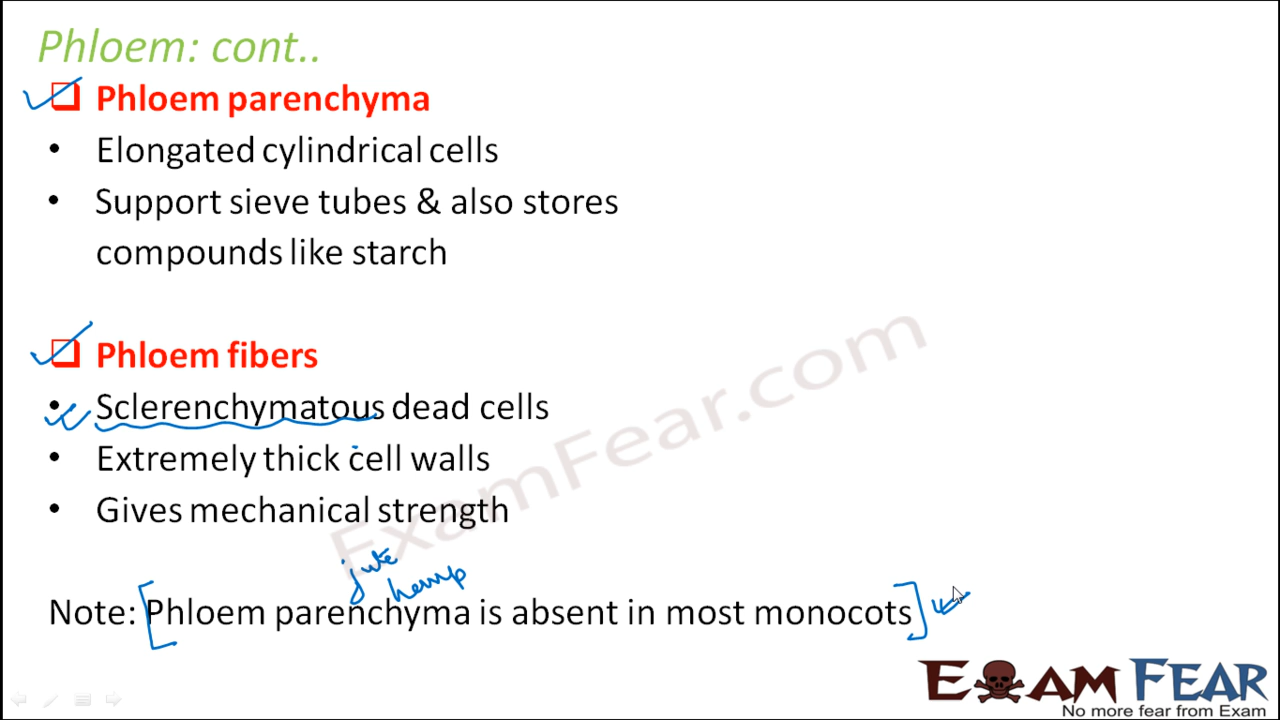 Phloem: cont..
Phloem parenchyma
• Elongated cylindrical cells
• Support sieve tubes & also stores
compounds like starch
Phloem fibers
• Sclerenchymatous dead cells
• Extremely thick cell walls
• Gives mechanical strength
jute
hemp
Note: [Phloem parenchyma is absent in most monocots]
ExamFear.com
EXAM FEAR
No more fear from Exam